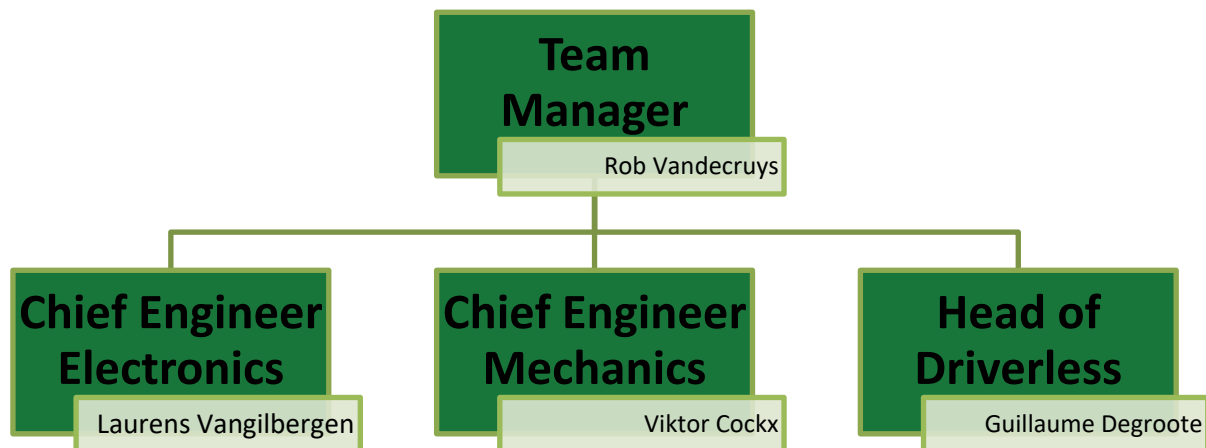 Team
Manager
Rob Vandecruys
Chief Engineer
Electronics
Laurens Vangilbergen
Chief Engineer
Mechanics
Viktor Cockx
Head of
Driverless
Guillaume Degroote